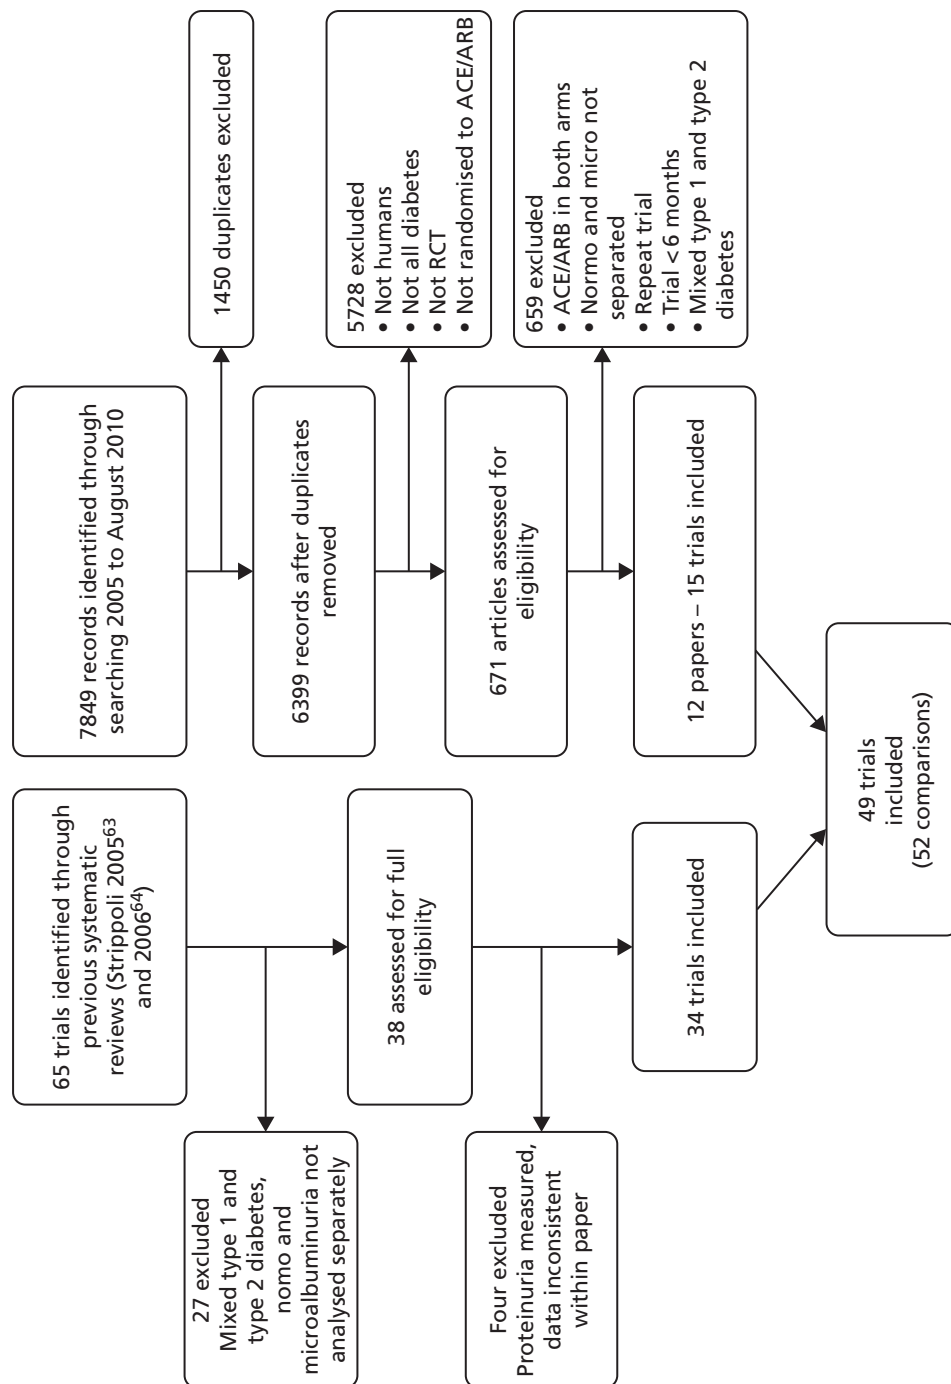 65 trials identified through
previous systematic
reviews (Strippoli 2005⁶³
and 2006⁶⁴)
27 excluded
Mixed type 1 and
type 2 diabetes,
nomo and
microalbuminuria not
analysed separately
38 assessed for full
eligibility
Four excluded
Proteinuria measured,
data inconsistent
within paper
34 trials included
7849 records identified through
searching 2005 to August 2010
1450 duplicates excluded
6399 records after duplicates
removed
5728 excluded
• Not humans
• Not all diabetes
• Not RCT
• Not randomised to ACE/ARB
671 articles assessed for
eligibility
659 excluded
• ACE/ARB in both arms
• Normo and micro not
separated
• Repeat trial
• Trial < 6 months
• Mixed type 1 and type 2
diabetes
12 papers – 15 trials included
49 trials
included
(52 comparisons)